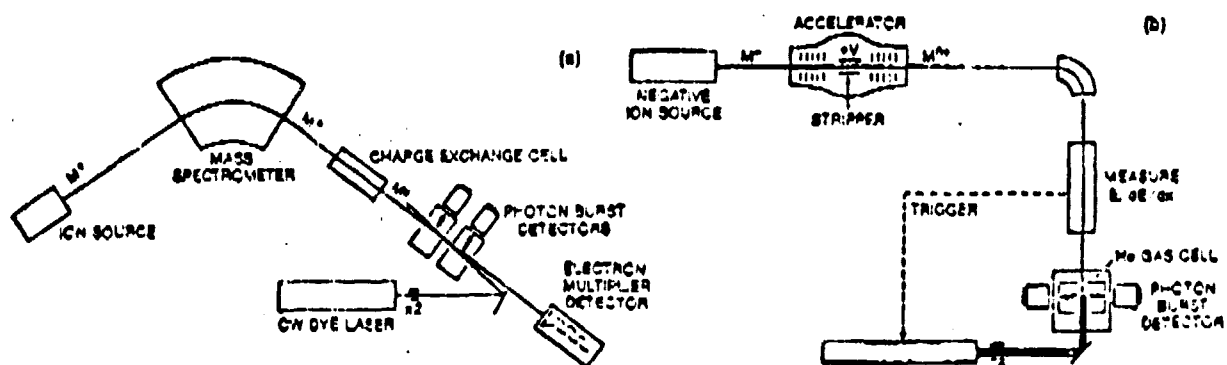 (a)
M⁺
ION SOURCE
MASS
SPECTROMETER
CHARGE EXCHANGE CELL
PHOTON BURST
DETECTORS
CW DYE LASER
x2
ELECTRON
MULTIPLIER
DETECTOR
(b)
NEGATIVE
ION SOURCE
M⁻
ACCELERATOR
+V
STRIPPER
MEASURE
TRIGGER
He GAS CELL
PHOTON
BURST
DETECTOR